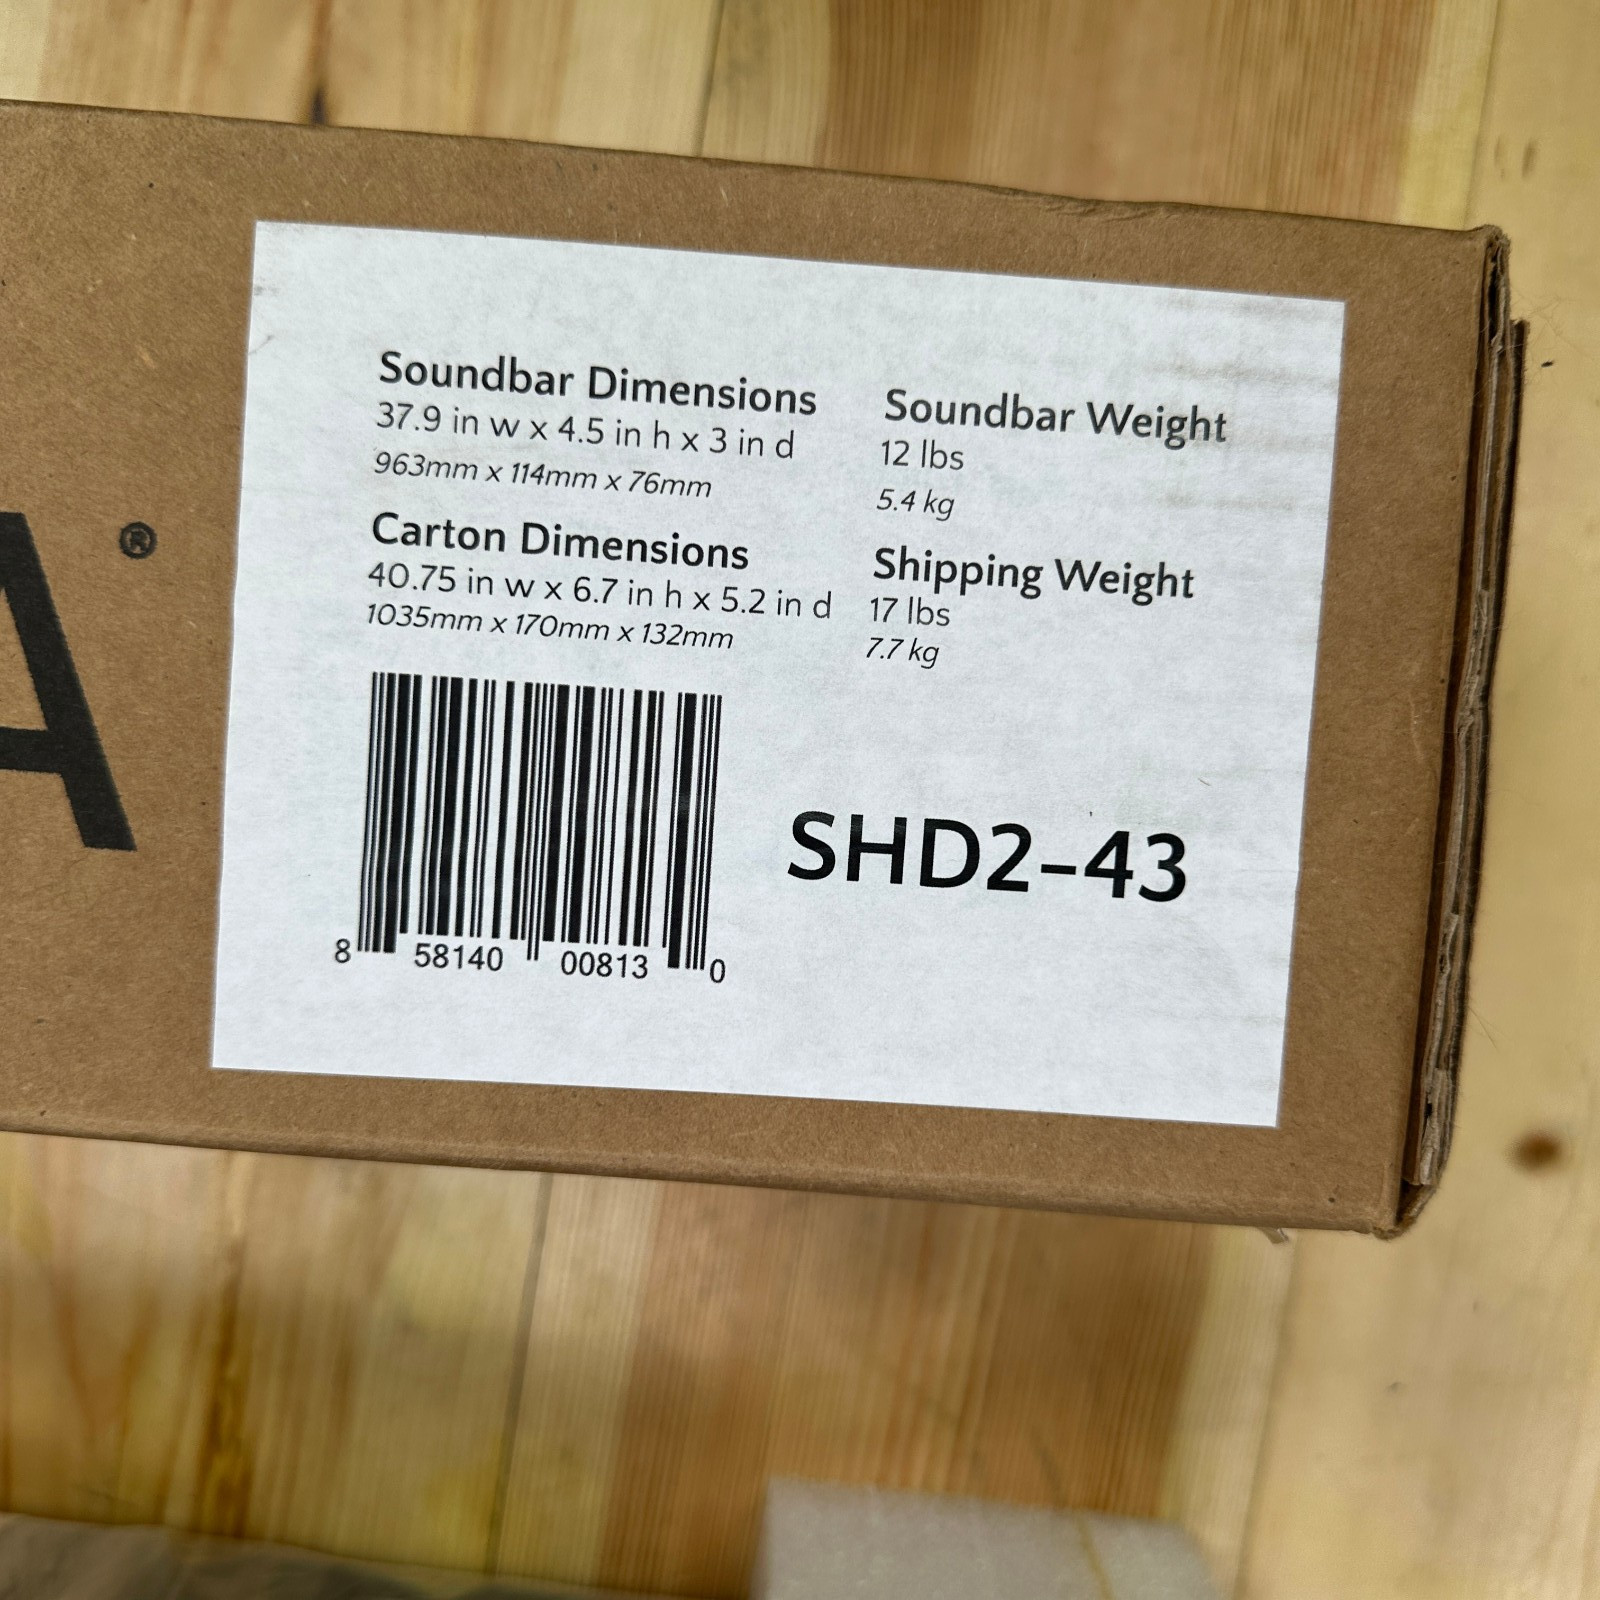 A®
Soundbar Dimensions
37.9 in w x 4.5 in h x 3 in d
963mm x 114mm x 76mm
Carton Dimensions
40.75 in w x 6.7 in h x 5.2 in d
1035mm x 170mm x 132mm
Soundbar Weight
12 lbs
5.4 kg
Shipping Weight
17 lbs
7.7 kg
8 58140 00813 0
SHD2-43